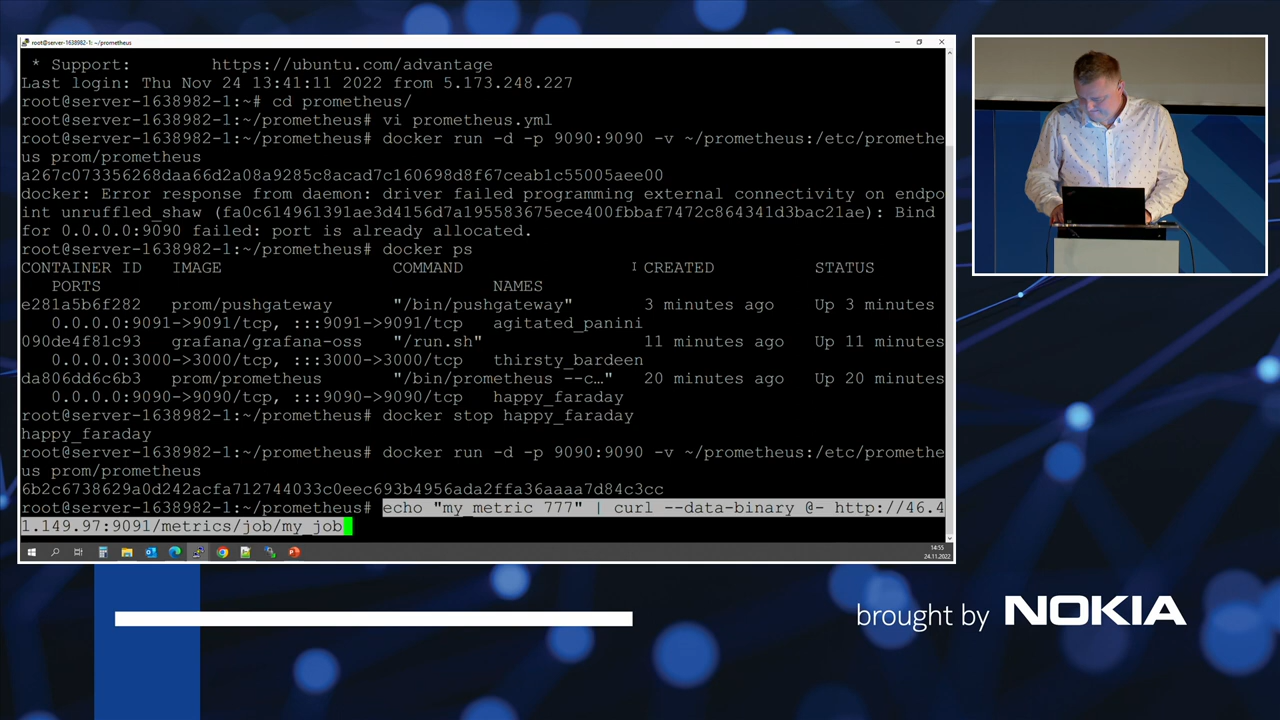 root@server-1638982-1: ~/prometheus
* Support: https://ubuntu.com/advantage
Last login: Thu Nov 24 13:41:11 2022 from 5.173.248.227
root@server-1638982-1:~# cd prometheus/
root@server-1638982-1:~/prometheus# vi prometheus.yml
root@server-1638982-1:~/prometheus# docker run -d -p 9090:9090 -v ~/prometheus:/etc/promethe
us prom/prometheus
a267c073356268daa66d2a08a9285c8acad7c160698d8f67ceab1c55005aee00
docker: Error response from daemon: driver failed programming external connectivity on endpo
int unruffled_shaw (fa0c614961391ae3d4156d7a195583675ece400fbbaf7472c864341d3bac21ae): Bind
for 0.0.0.0:9090 failed: port is already allocated.
root@server-1638982-1:~/prometheus# docker ps
CONTAINER ID IMAGE COMMAND CREATED STATUS
PORTS NAMES
e281a5b6f282 prom/pushgateway "/bin/pushgateway" 3 minutes ago Up 3 minutes
0.0.0.0:9091->9091/tcp, :::9091->9091/tcp agitated_panini
090de4f81c93 grafana/grafana-oss "/run.sh" 11 minutes ago Up 11 minutes
0.0.0.0:3000->3000/tcp, :::3000->3000/tcp thirsty_bardeen
da806dd6c6b3 prom/prometheus "/bin/prometheus --c…" 20 minutes ago Up 20 minutes
0.0.0.0:9090->9090/tcp, :::9090->9090/tcp happy_faraday
root@server-1638982-1:~/prometheus# docker stop happy_faraday
happy_faraday
root@server-1638982-1:~/prometheus# docker run -d -p 9090:9090 -v ~/prometheus:/etc/promethe
us prom/prometheus
6b2c6738629a0d242acfa712744033c0eec693b4956ada2ffa36aaaa7d84c3cc
root@server-1638982-1:~/prometheus# echo "my_metric 777" | curl --data-binary @- http://46.4
1.149.97:9091/metrics/job/my_job
14:55
24.11.2022
brought by NOKIA